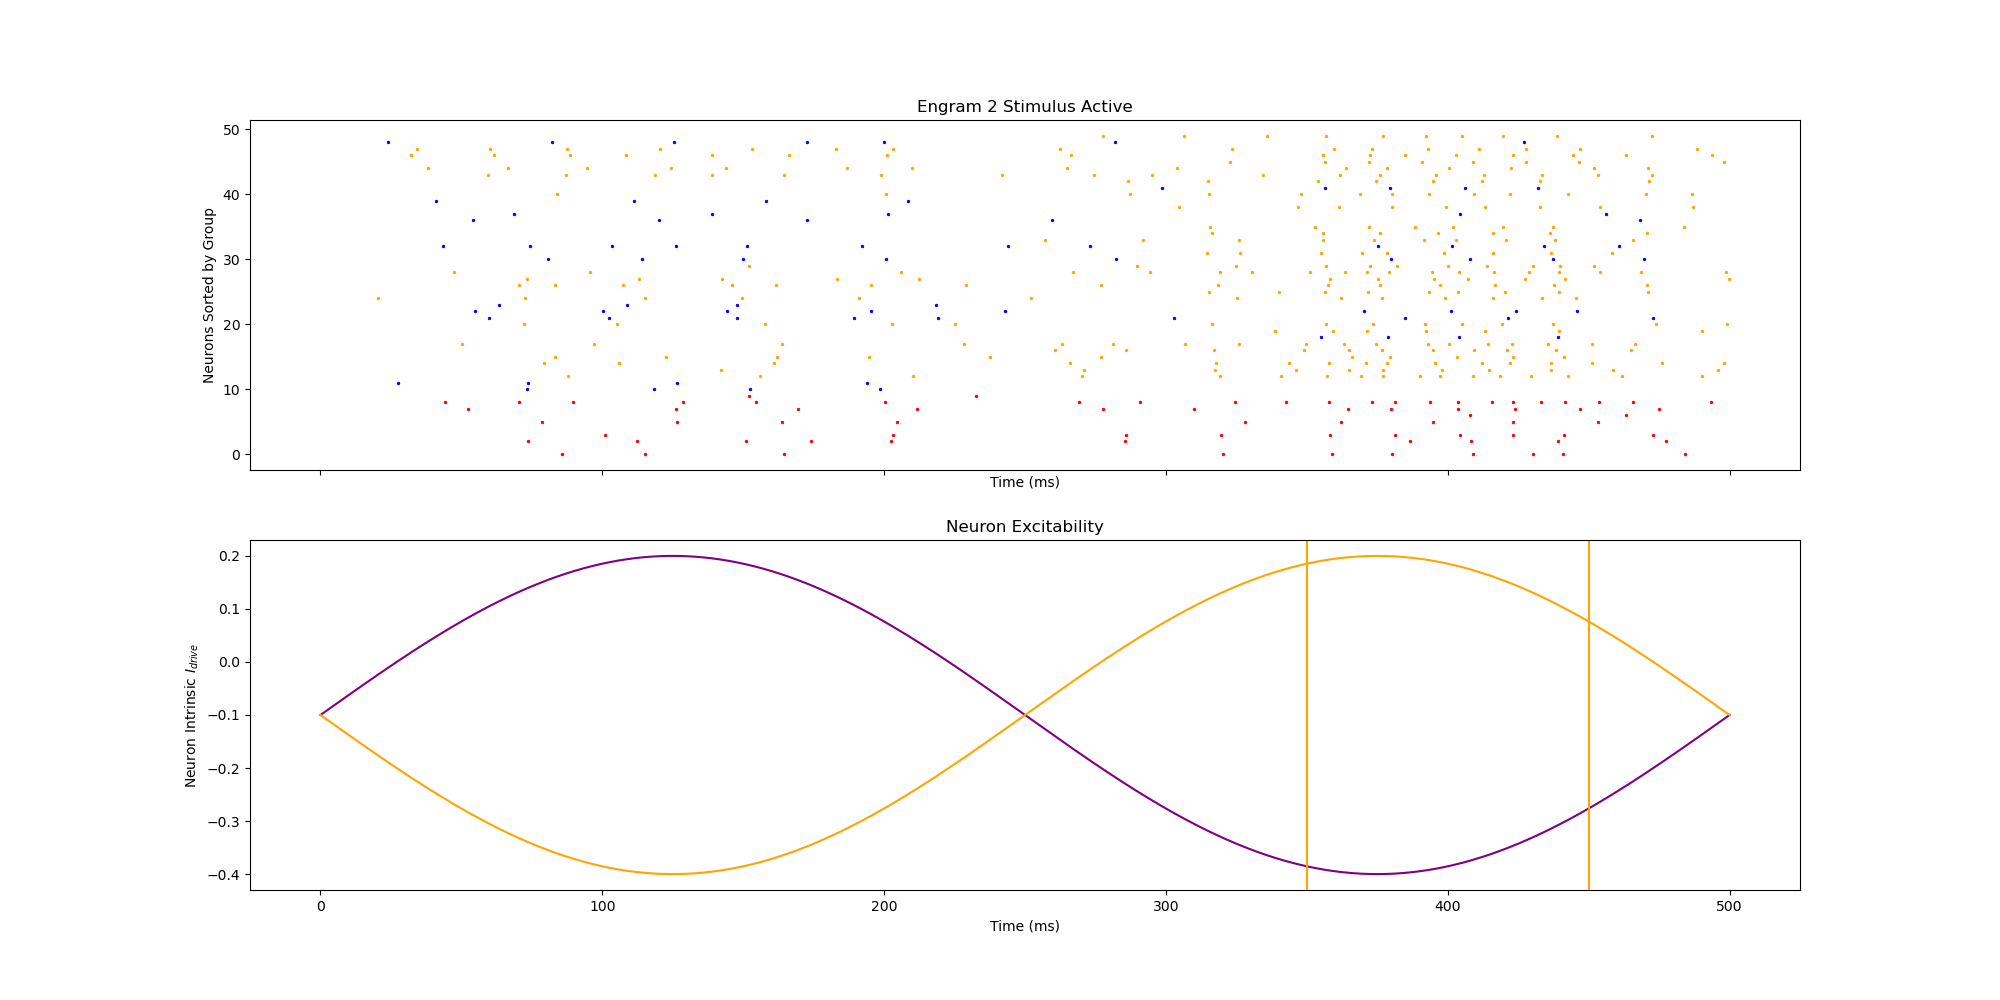 Engram 2 Stimulus Active
Neurons Sorted by Group
50
40
30
20
10
0
Time (ms)
Neuron Excitability
Neuron Intrinsic I_drive
0.2
0.1
0.0
−0.1
−0.2
−0.3
−0.4
0 100 200 300 400 500
Time (ms)